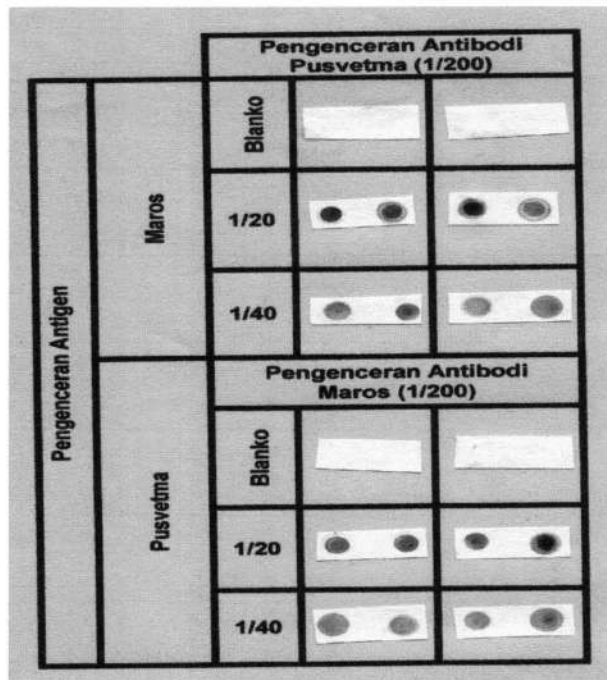 Pengenceran Antibodi
Pusvetma (1/200)
Pengenceran Antigen
Maros
Blanko
1/20
1/40
Pengenceran Antibodi
Maros (1/200)
Pusvetma
Blanko
1/20
1/40